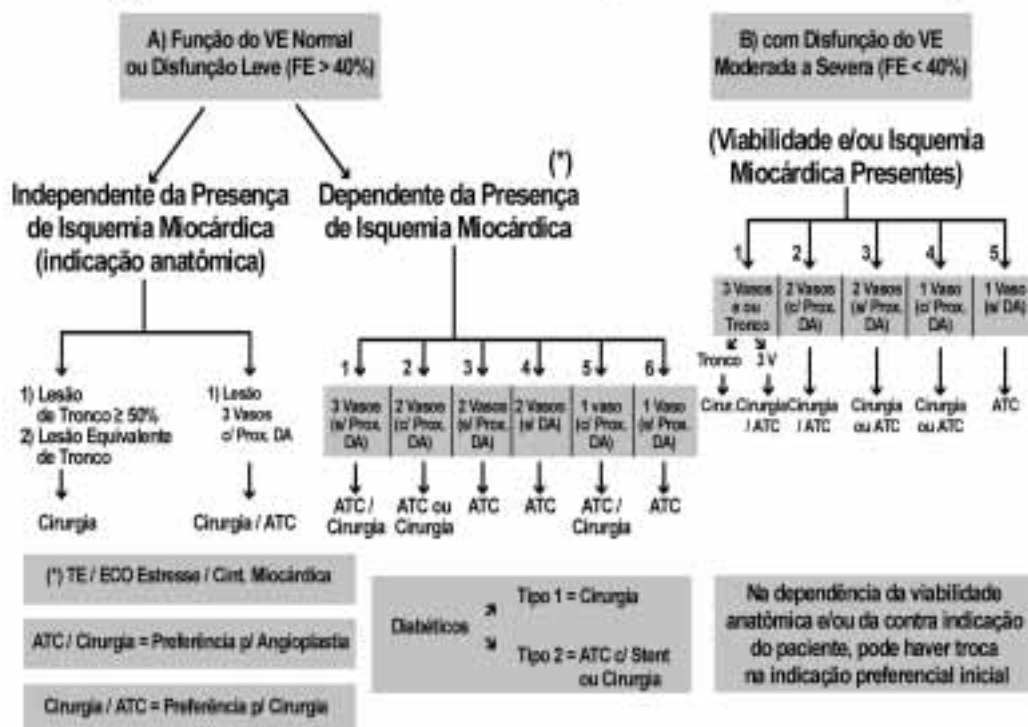 A) Função do VE Normal
ou Disfunção Leve (FE > 40%)
B) com Disfunção do VE
Moderada a Severa (FE < 40%)
Independente da Presença
de Isquemia Miocárdica
(indicação anatômica)
(*)
Dependente da Presença
de Isquemia Miocárdica
(Viabilidade e/ou Isquemia
Miocárdica Presentes)
1) Lesão
de Tronco ≥ 50%
2) Lesão Equivalente
de Tronco
Cirurgia
1) Lesão
3 Vasos
c/ Prox. DA
Cirurgia / ATC
1
3 Vasos
(s/ Prox.
DA)
ATC /
Cirurgia
2
2 Vasos
(c/ Prox.
DA)
ATC ou
Cirurgia
3
2 Vasos
(s/ Prox.
DA)
ATC
4
2 Vasos
(s/ DA)
ATC
5
1 vaso
(c/ Prox.
DA)
ATC /
Cirurgia
6
1 Vaso
(s/ Prox.
DA)
ATC
1
3 Vasos
e ou
Tronco
Tronco
3 V
Cirur.
Cirurgia
/ ATC
2
2 Vasos
(c/ Prox.
DA)
Cirurgia
/ ATC
3
2 Vasos
(s/ Prox.
DA)
Cirurgia
ou ATC
4
1 Vaso
(c/ Prox.
DA)
Cirurgia
ou ATC
5
1 Vaso
(s/ DA)
ATC
(*) TE / ECO Estresse / Cint. Miocárdica
ATC / Cirurgia = Preferência p/ Angioplastia
Cirurgia / ATC = Preferência p/ Cirurgia
Diabéticos
Tipo 1 = Cirurgia
Tipo 2 = ATC c/ Stent
ou Cirurgia
Na dependência da viabilidade
anatômica e/ou da contra indicação
do paciente, pode haver troca
na indicação preferencial inicial